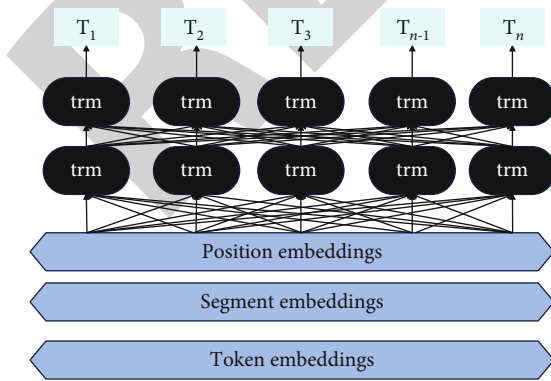 T1 T2 T3 Tn-1 Tn
trm trm trm trm trm
trm trm trm trm trm
Position embeddings
Segment embeddings
Token embeddings